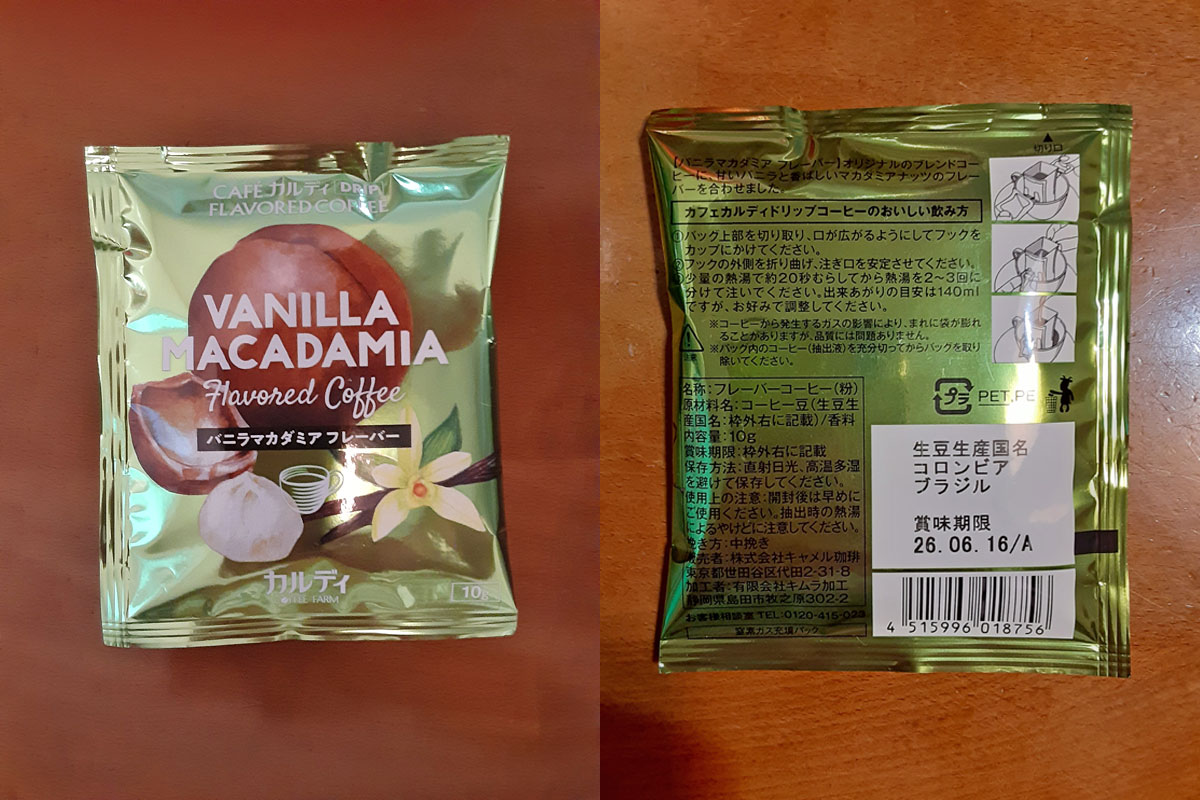 CAFÉ カルディ DRIP
FLAVORED COFFEE
VANILLA
MACADAMIA
Flavored Coffee
バニラマカダミア フレーバー
カルディ
COFFEE FARM
10g
切り口
【バニラマカダミア フレーバー】オリジナルのブレンドコー
ヒーに、甘いバニラと香ばしいマカダミアナッツのフレー
バーを合わせました。
カフェカルディドリップコーヒーのおいしい飲み方
①バッグ上部を切り取り、口が広がるようにしてフックを
カップにかけてください。
②フックの外側を折り曲げ、注ぎ口を安定させてください。
③少量の熱湯で約20秒むらしてから熱湯を2〜3回に
分けて注いでください。出来あがりの目安は140ml
ですが、お好みで調整してください。
※コーヒーから発生するガスの影響により、まれに袋が膨れ
ることがありますが、品質には問題ありません。
※バッグ内のコーヒー(抽出液)を充分切ってからバッグを取り
除いてください。
注意
名称:フレーバーコーヒー(粉)
原材料名:コーヒー豆(生豆生
産国名:枠外右に記載)/香料
内容量:10g
賞味期限:枠外右に記載
保存方法:直射日光、高温多湿
を避けて保存してください。
使用上の注意:開封後は早めに
ご使用ください。抽出時の熱湯
によるやけどに注意してください。
挽き方:中挽き
販売者:株式会社キャメル珈琲
東京都世田谷区代田2-31-8
加工者:有限会社キムラ加工
静岡県島田市牧之原302-2
お客様相談室 TEL:0120-415-023
窒素ガス充填パック
プラ
PET,PE
生豆生産国名
コロンビア
ブラジル
賞味期限
26.06.16/A
4 515996 018756